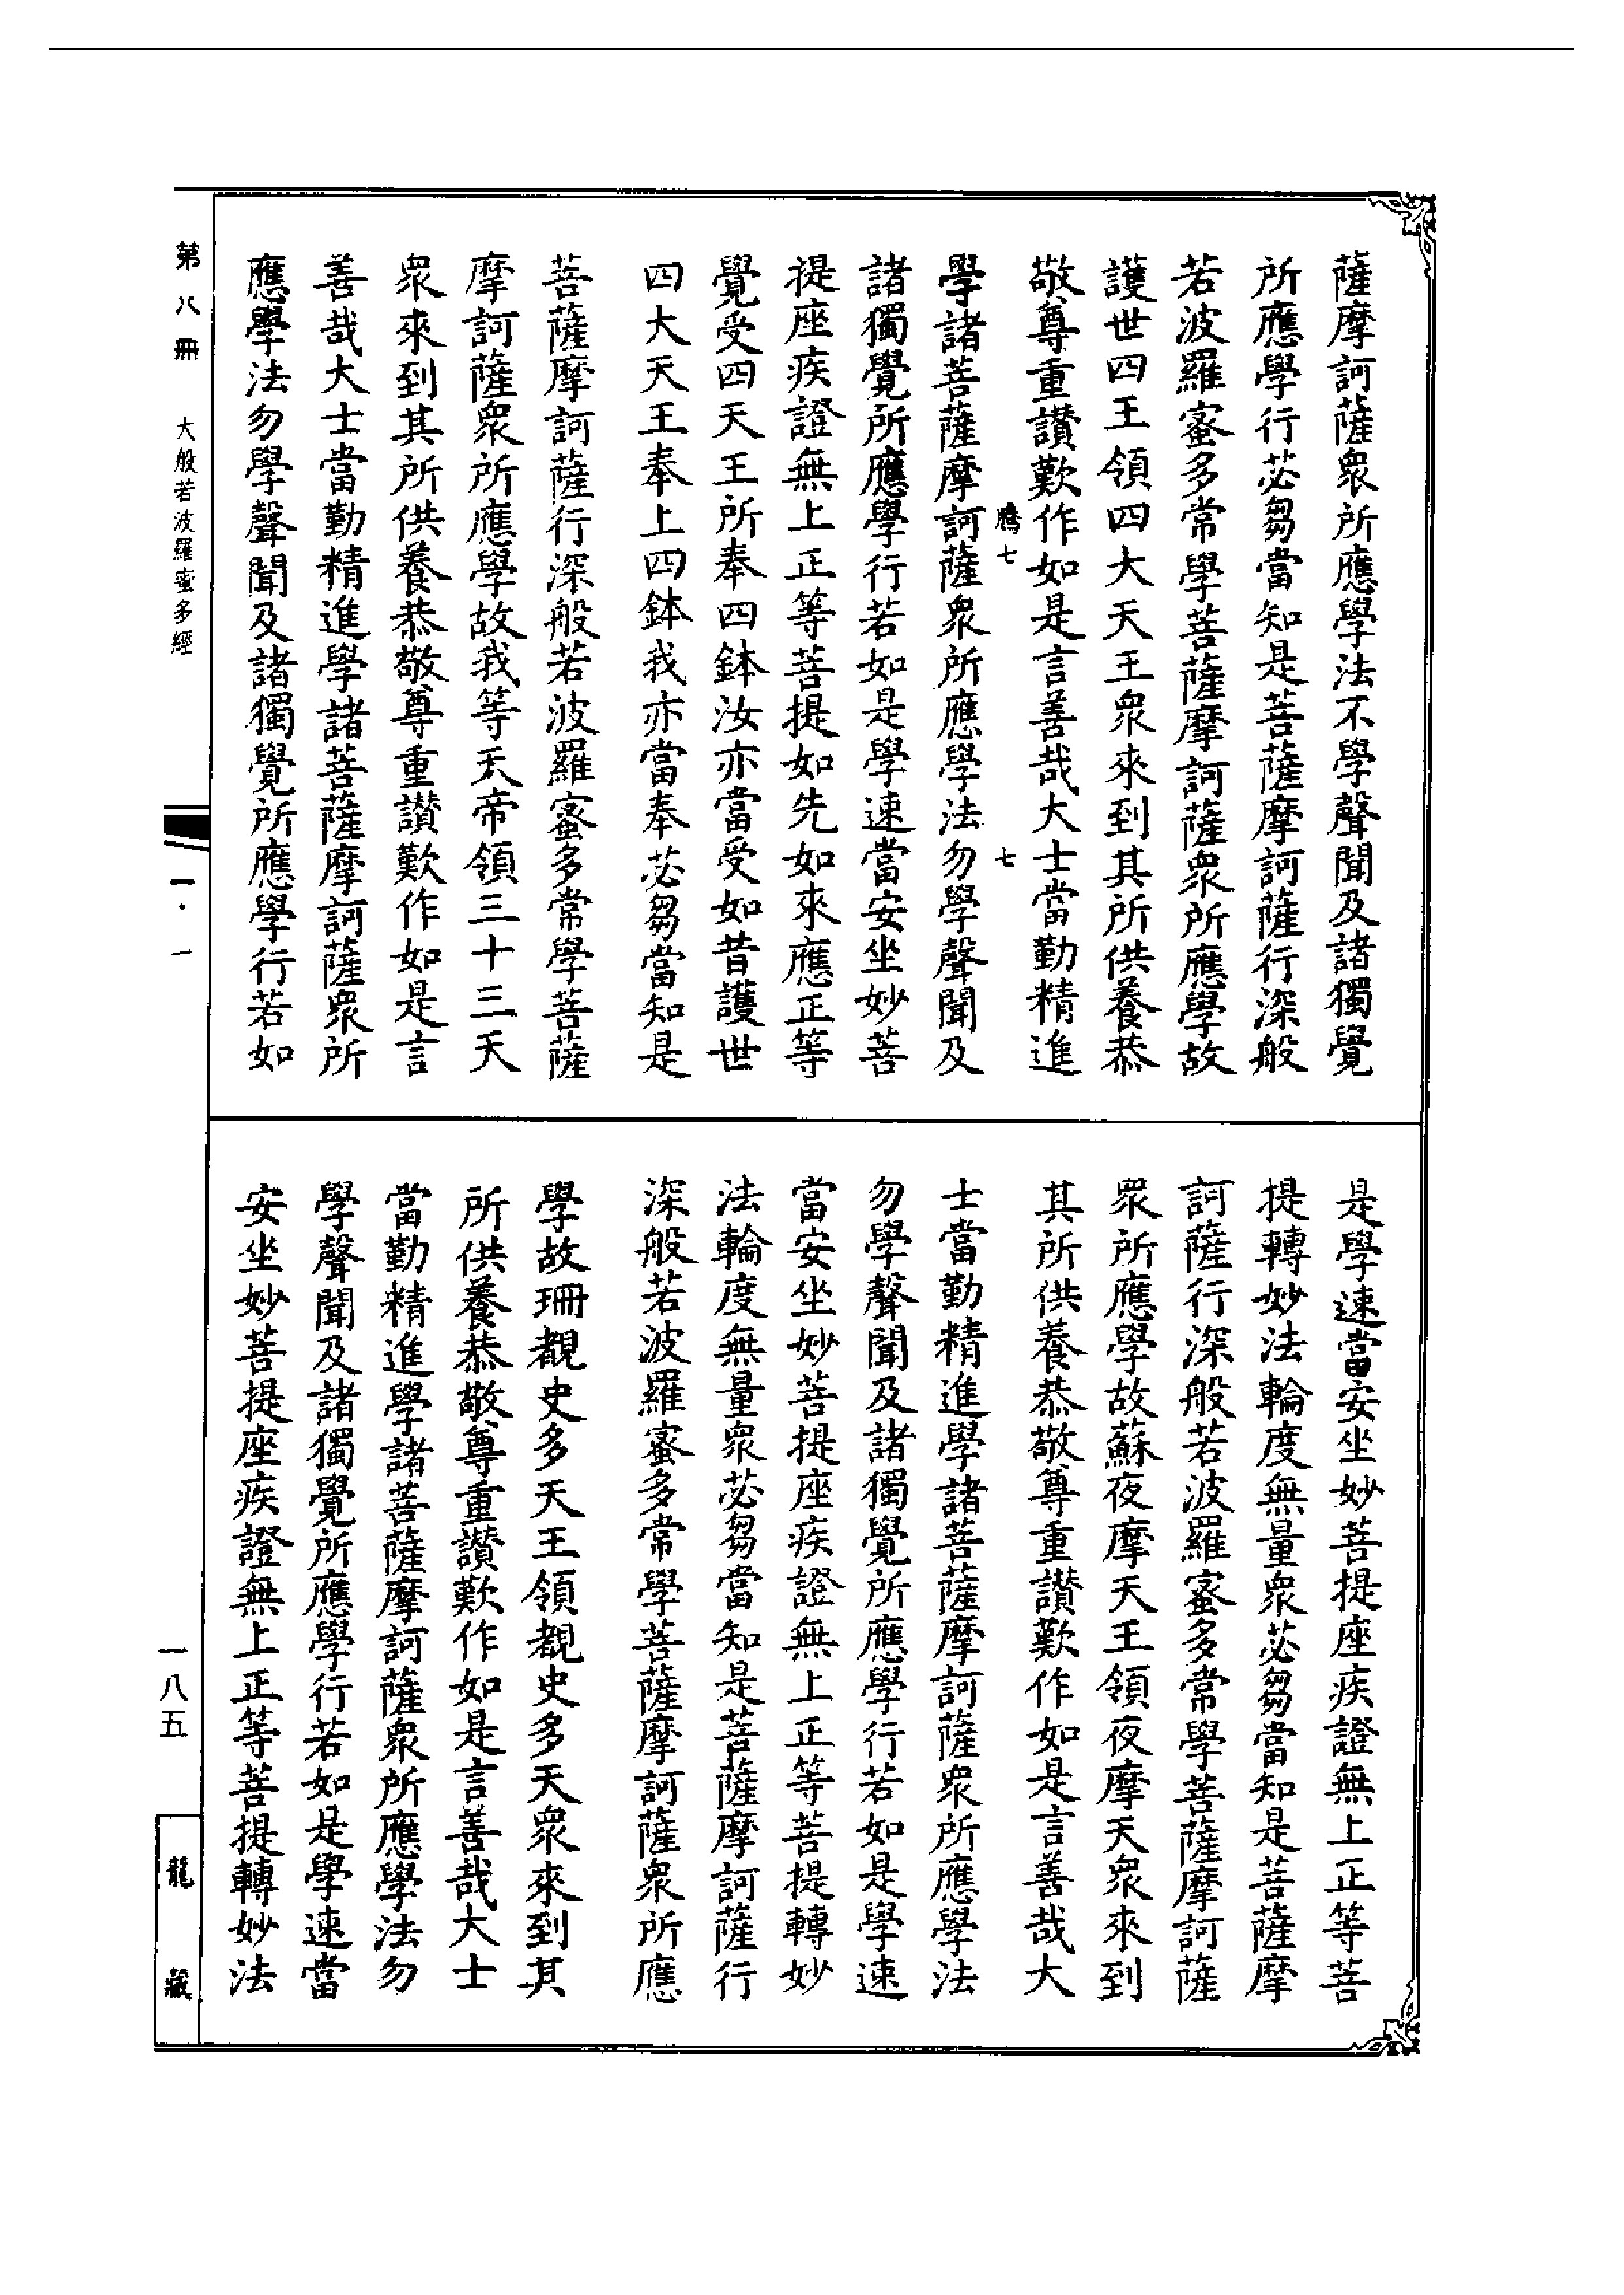 薩摩訶薩衆所應學法不學聲聞及諸獨覺
所應學行苾芻當知是菩薩摩訶薩行深般
若波羅蜜多常學菩薩摩訶薩衆所應學故
護世四王領四大天王衆來到其所供養恭
敬尊重讚歎作如是言善哉大士當勤精進
騰七 七
學諸菩薩摩訶薩衆所應學法勿學聲聞及
諸獨覺所應學行若如是學速當安坐妙菩
提座疾證無上正等菩提如先如來應正等
覺受四天王所奉四鉢汝亦當受如昔護世
四大天王奉上四鉢我亦當奉苾芻當知是
菩薩摩訶薩行深般若波羅蜜多常學菩薩
摩訶薩衆所應學故我等天帝領三十三天
衆來到其所供養恭敬尊重讚歎作如是言
善哉大士當勤精進學諸菩薩摩訶薩衆所
應學法勿學聲聞及諸獨覺所應學行若如
是學速當安坐妙菩提座疾證無上正等菩
提轉妙法輪度無量衆苾芻當知是菩薩摩
訶薩行深般若波羅蜜多常學菩薩摩訶薩
衆所應學故蘇夜摩天王領夜摩天衆來到
其所供養恭敬尊重讚歎作如是言善哉大
士當勤精進學諸菩薩摩訶薩衆所應學法
勿學聲聞及諸獨覺所應學行若如是學速
當安坐妙菩提座疾證無上正等菩提轉妙
法輪度無量衆苾芻當知是菩薩摩訶薩行
深般若波羅蜜多常學菩薩摩訶薩衆所應
學故珊覩史多天王領覩史多天衆來到其
所供養恭敬尊重讚歎作如是言善哉大士
當勤精進學諸菩薩摩訶薩衆所應學法勿
學聲聞及諸獨覺所應學行若如是學速當
安坐妙菩提座疾證無上正等菩提轉妙法
第八冊 大般若波羅蜜多經 一·一
一八五
龍藏